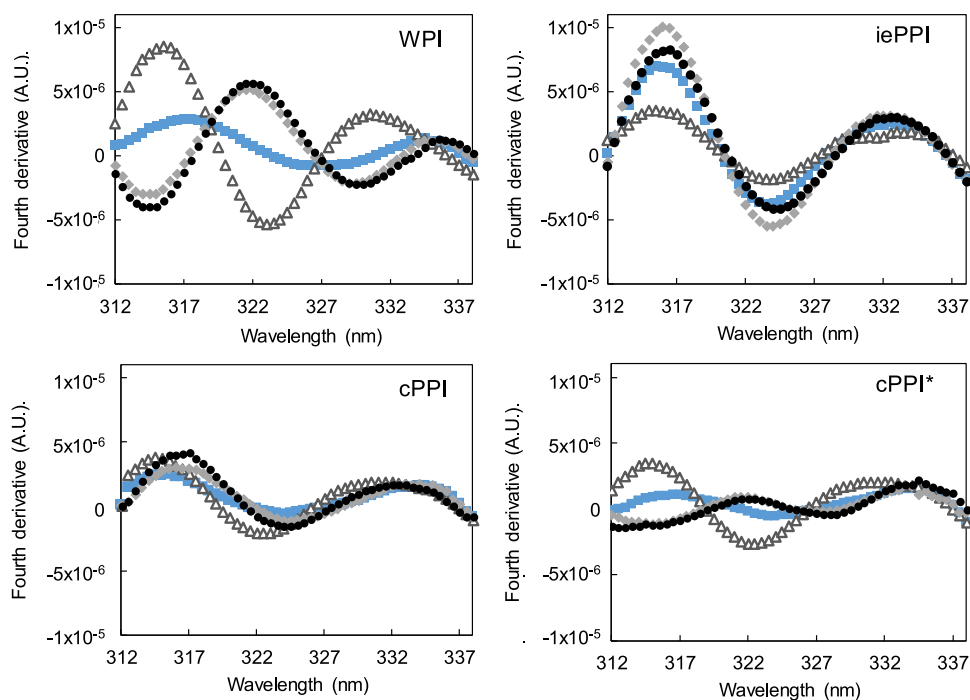 WPI
Fourth derivative (A.U.).
1x10⁻⁵
5x10⁻⁶
0
−5x10⁻⁶
−1x10⁻⁵
312 317 322 327 332 337
Wavelength (nm)
iePPI
Fourth derivative (A.U.).
1x10⁻⁵
5x10⁻⁶
0
−5x10⁻⁶
−1x10⁻⁵
312 317 322 327 332 337
Wavelength (nm)
cPPI
Fourth derivative (A.U.).
1x10⁻⁵
5x10⁻⁶
0
−5x10⁻⁶
−1x10⁻⁵
312 317 322 327 332 337
Wavelength (nm)
cPPI*
Fourth derivative (A.U.).
1x10⁻⁵
5x10⁻⁶
0
−5x10⁻⁶
−1x10⁻⁵
312 317 322 327 332 337
Wavelength (nm)